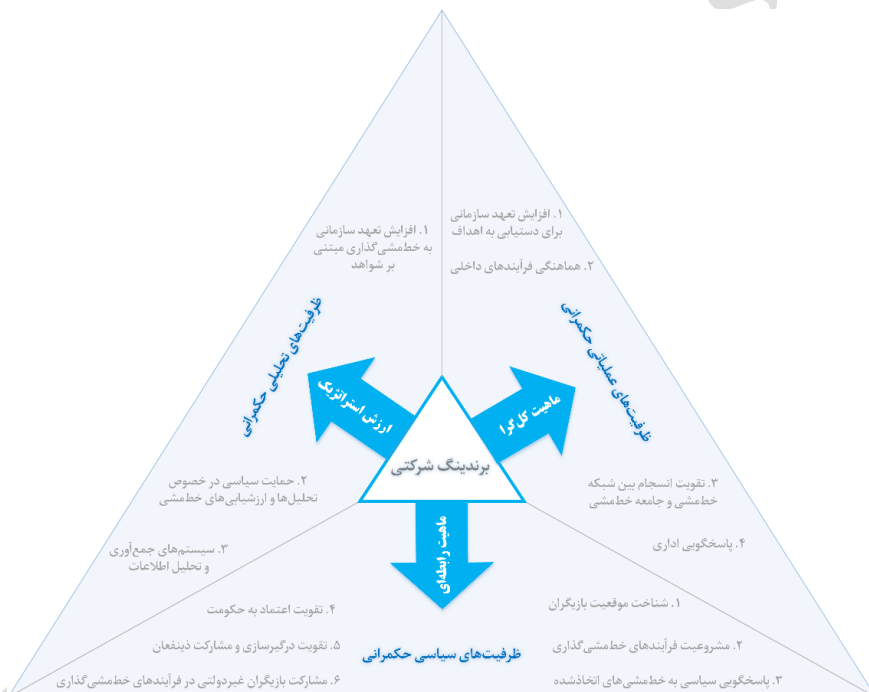 ۱. افزایش تعهد سازمانی
برای دستیابی به اهداف
۲. هماهنگی فرآیندهای داخلی
۱. افزایش تعهد سازمانی
به خط‌مشی‌گذاری مبتنی
بر شواهد
ظرفیت‌های عملیاتی حکمرانی
ظرفیت‌های تحلیلی حکمرانی
ماهیت کل‌گرا
ارزش استراتژیک
برندینگ شرکتی
ماهیت رابطه‌ای
۳. تقویت انسجام بین شبکه
خط‌مشی و جامعه خط‌مشی
۴. پاسخگویی اداری
۲. حمایت سیاسی در خصوص
تحلیل‌ها و ارزشیابی‌های خط‌مشی
۳. سیستم‌های جمع‌آوری
و تحلیل اطلاعات
ظرفیت‌های سیاسی حکمرانی
۱. شناخت موقعیت بازیگران
۲. مشروعیت فرآیندهای خط‌مشی‌گذاری
۳. پاسخگویی سیاسی به خط‌مشی‌های اتخاذشده
۴. تقویت اعتماد به حکومت
۵. تقویت درگیرسازی و مشارکت ذینفعان
۶. مشارکت بازیگران غیردولتی در فرآیندهای خط‌مشی‌گذاری